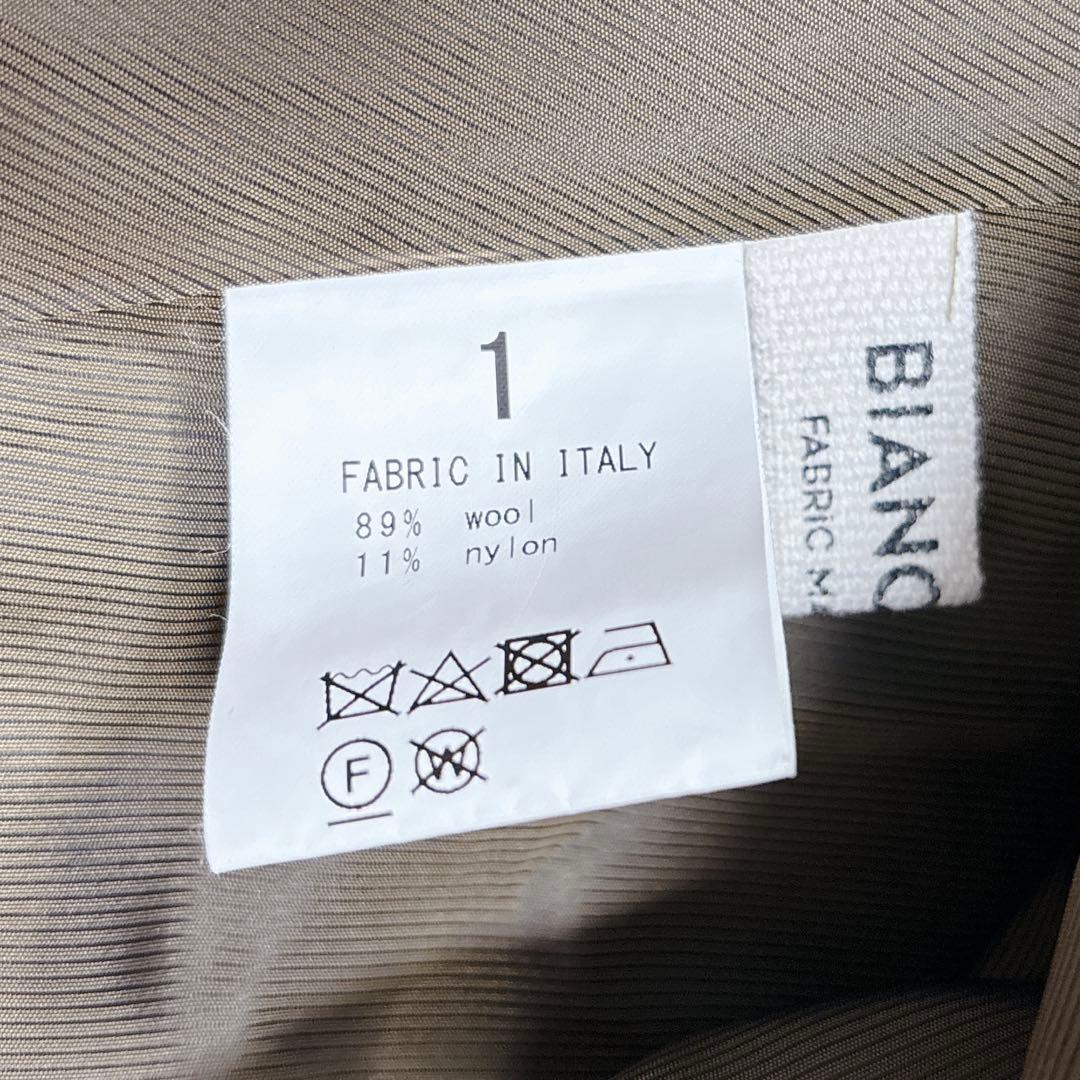 1
FABRIC IN ITALY
89% wool
11% nylon
F
W
BIANC
FABRIC